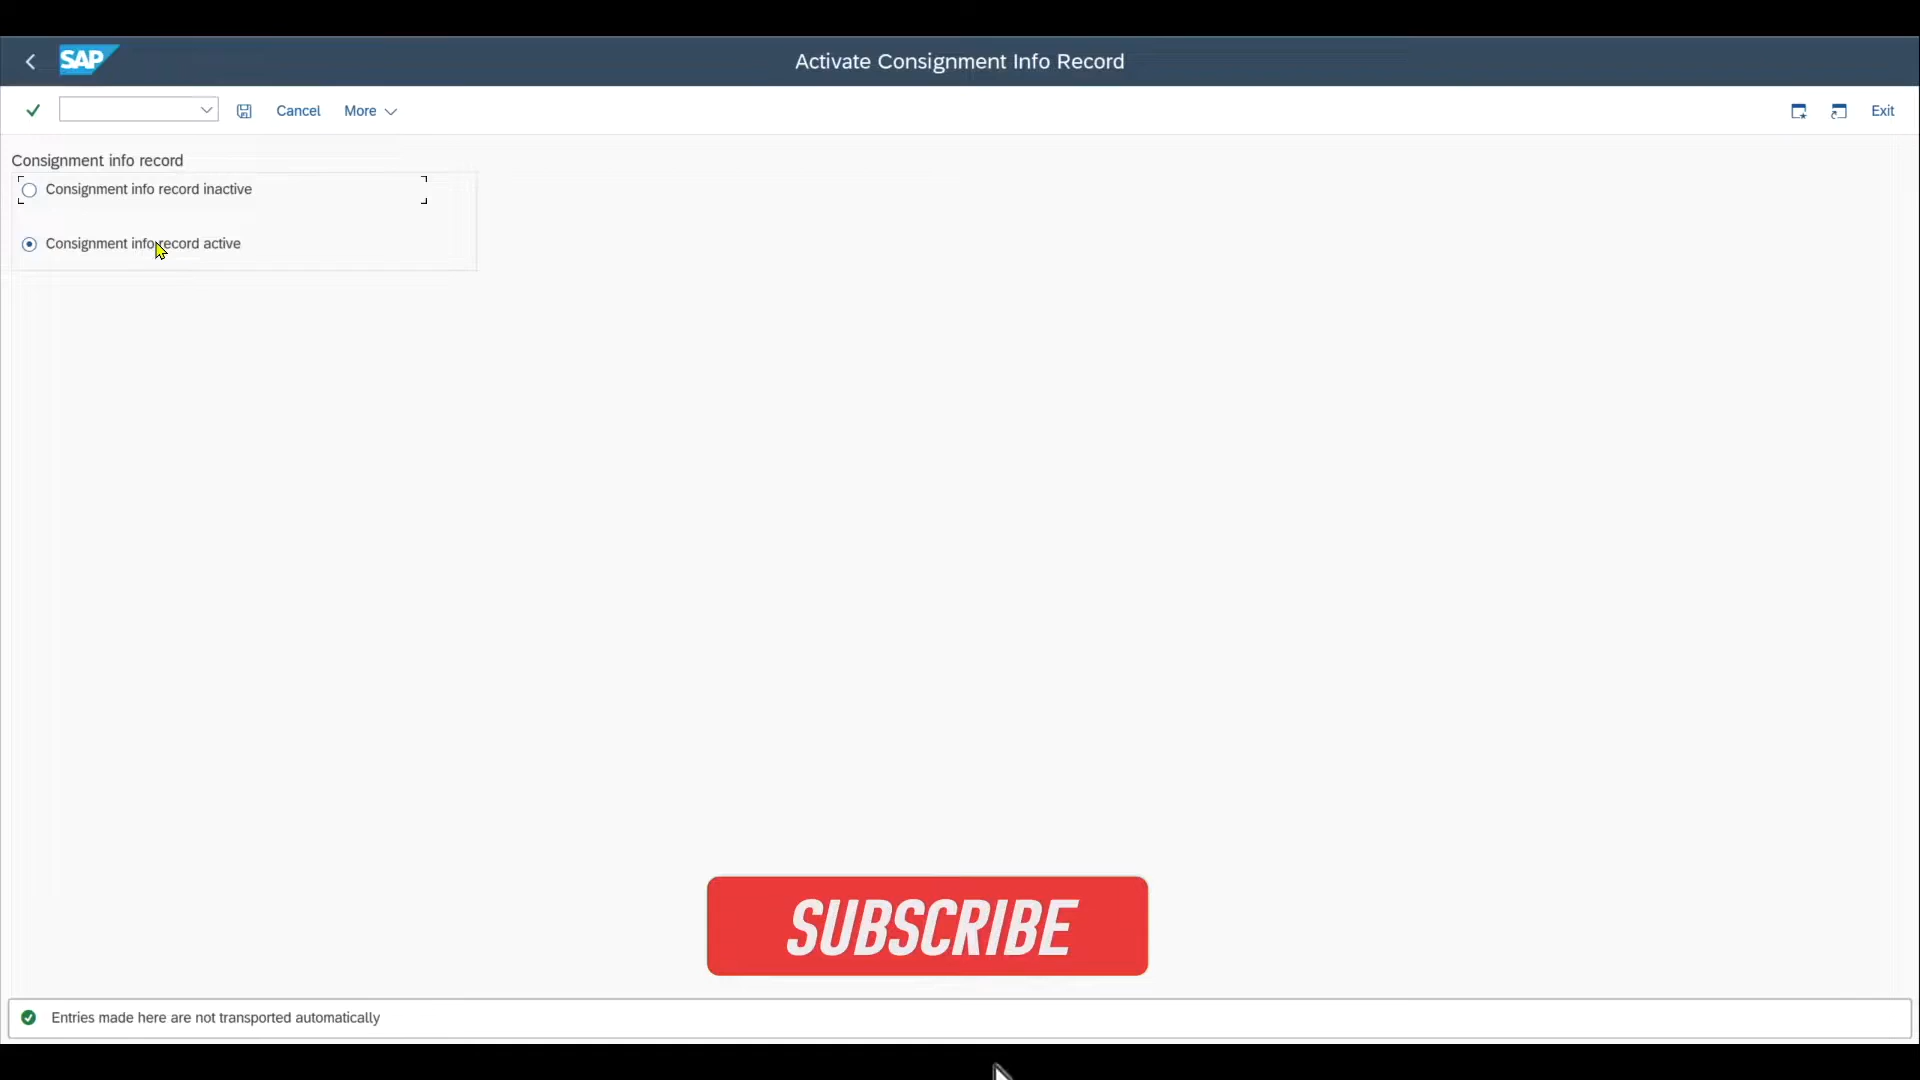 SAP
Activate Consignment Info Record
Cancel
More
Exit
Consignment info record
Consignment info record inactive
Consignment info record active
SUBSCRIBE
Entries made here are not transported automatically